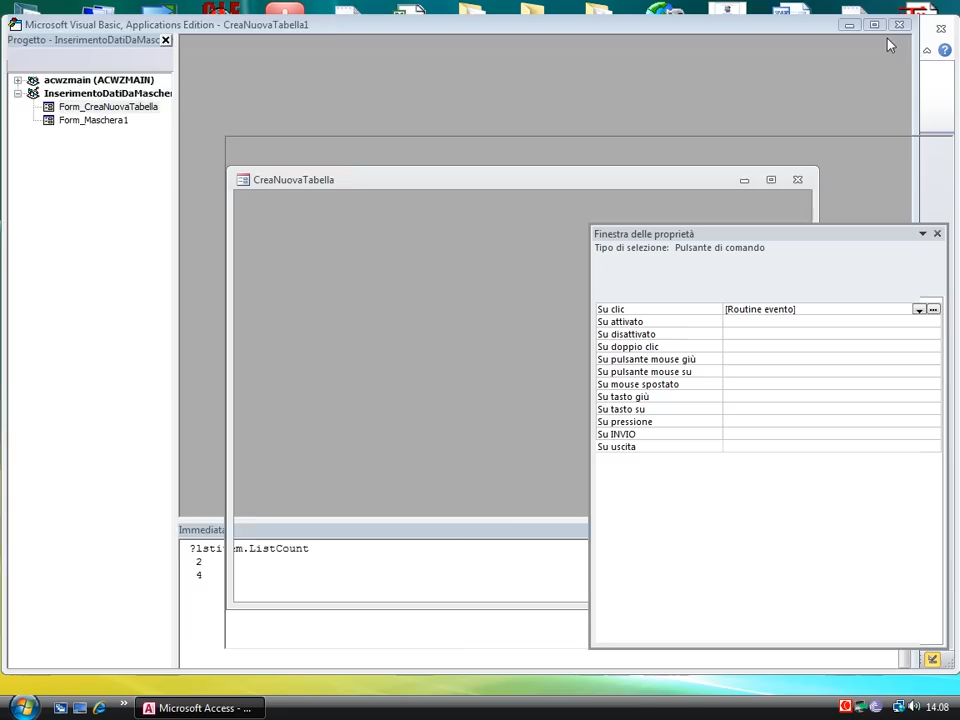 Microsoft Visual Basic, Applications Edition - CreaNuovaTabella1
Progetto - InserimentoDatiDaMasc
acwzmain (ACWZMAIN)
InserimentoDatiDaMascher
Form_CreaNuovaTabella
Form_Maschera1
CreaNuovaTabella
Finestra delle proprietà
Tipo di selezione: Pulsante di comando
Su clic [Routine evento]
Su attivato
Su disattivato
Su doppio clic
Su pulsante mouse giù
Su pulsante mouse su
Su mouse spostato
Su tasto giù
Su tasto su
Su pressione
Su INVIO
Su uscita
Immediata
?lstitem.ListCount
2
4
Microsoft Access - ...
14.08